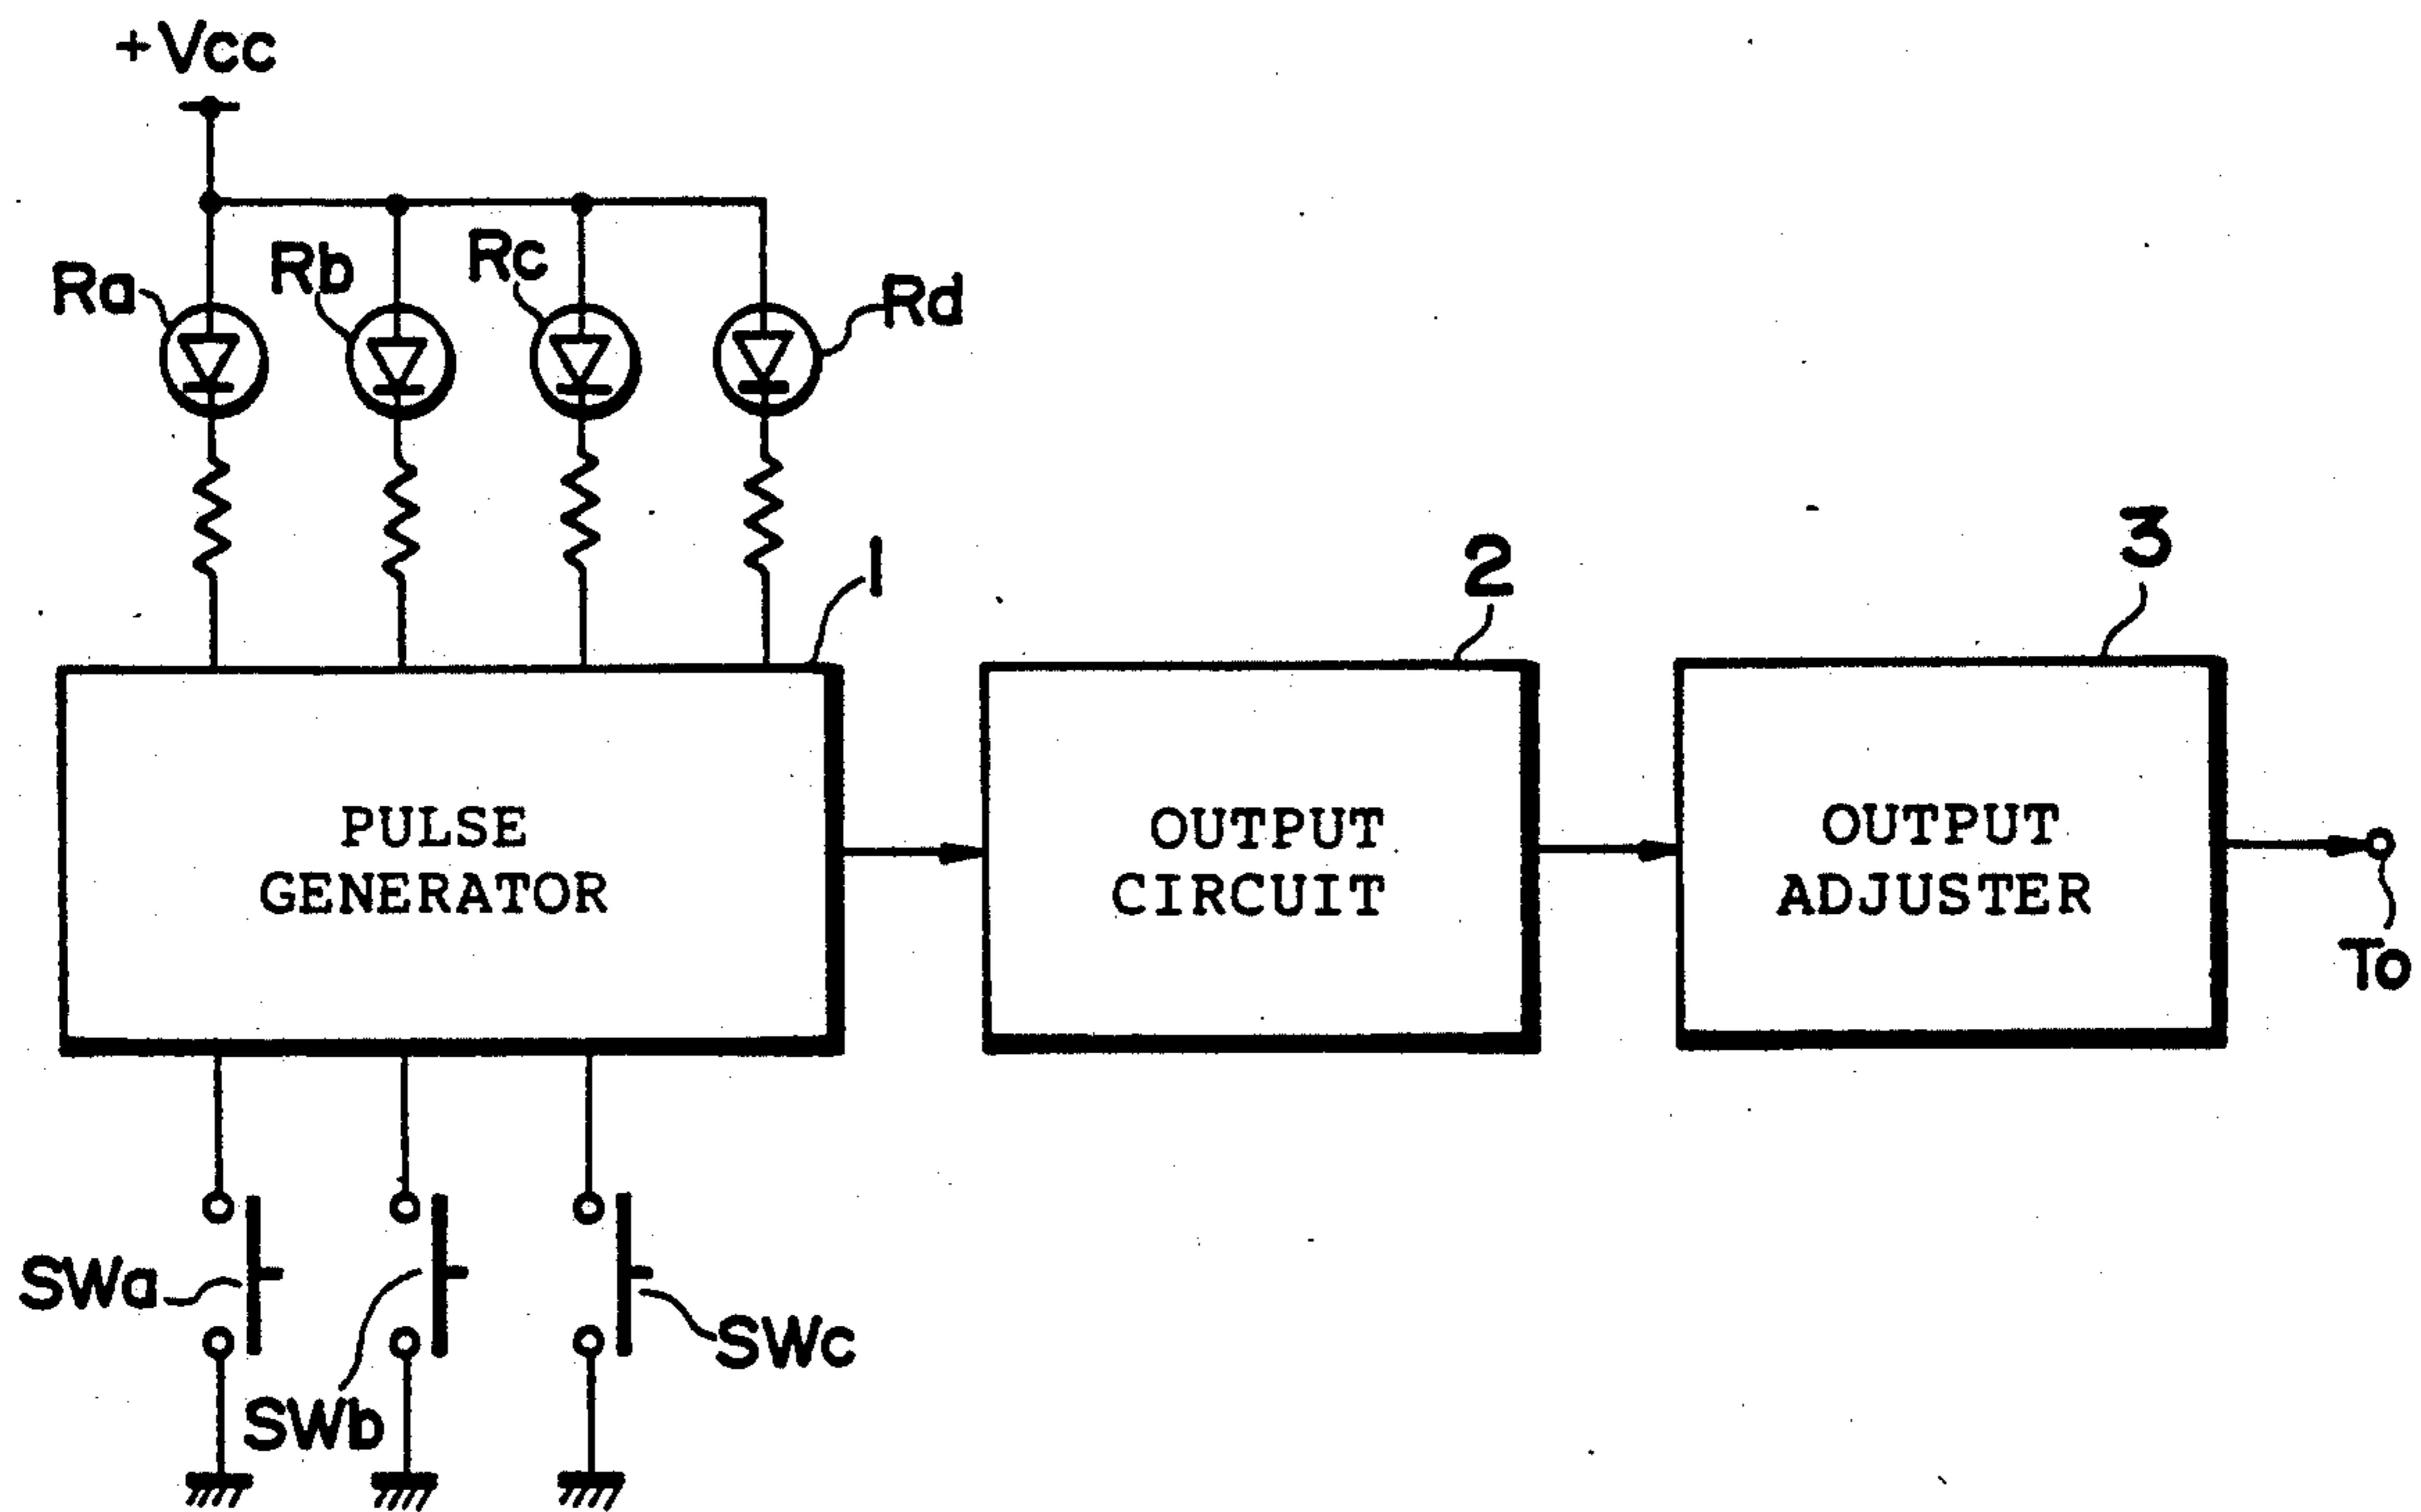 +Vcc
Ra
Rb
Rc
Rd
1
2
3
PULSE
GENERATOR
OUTPUT
CIRCUIT
OUTPUT
ADJUSTER
To
SWa
SWb
SWc